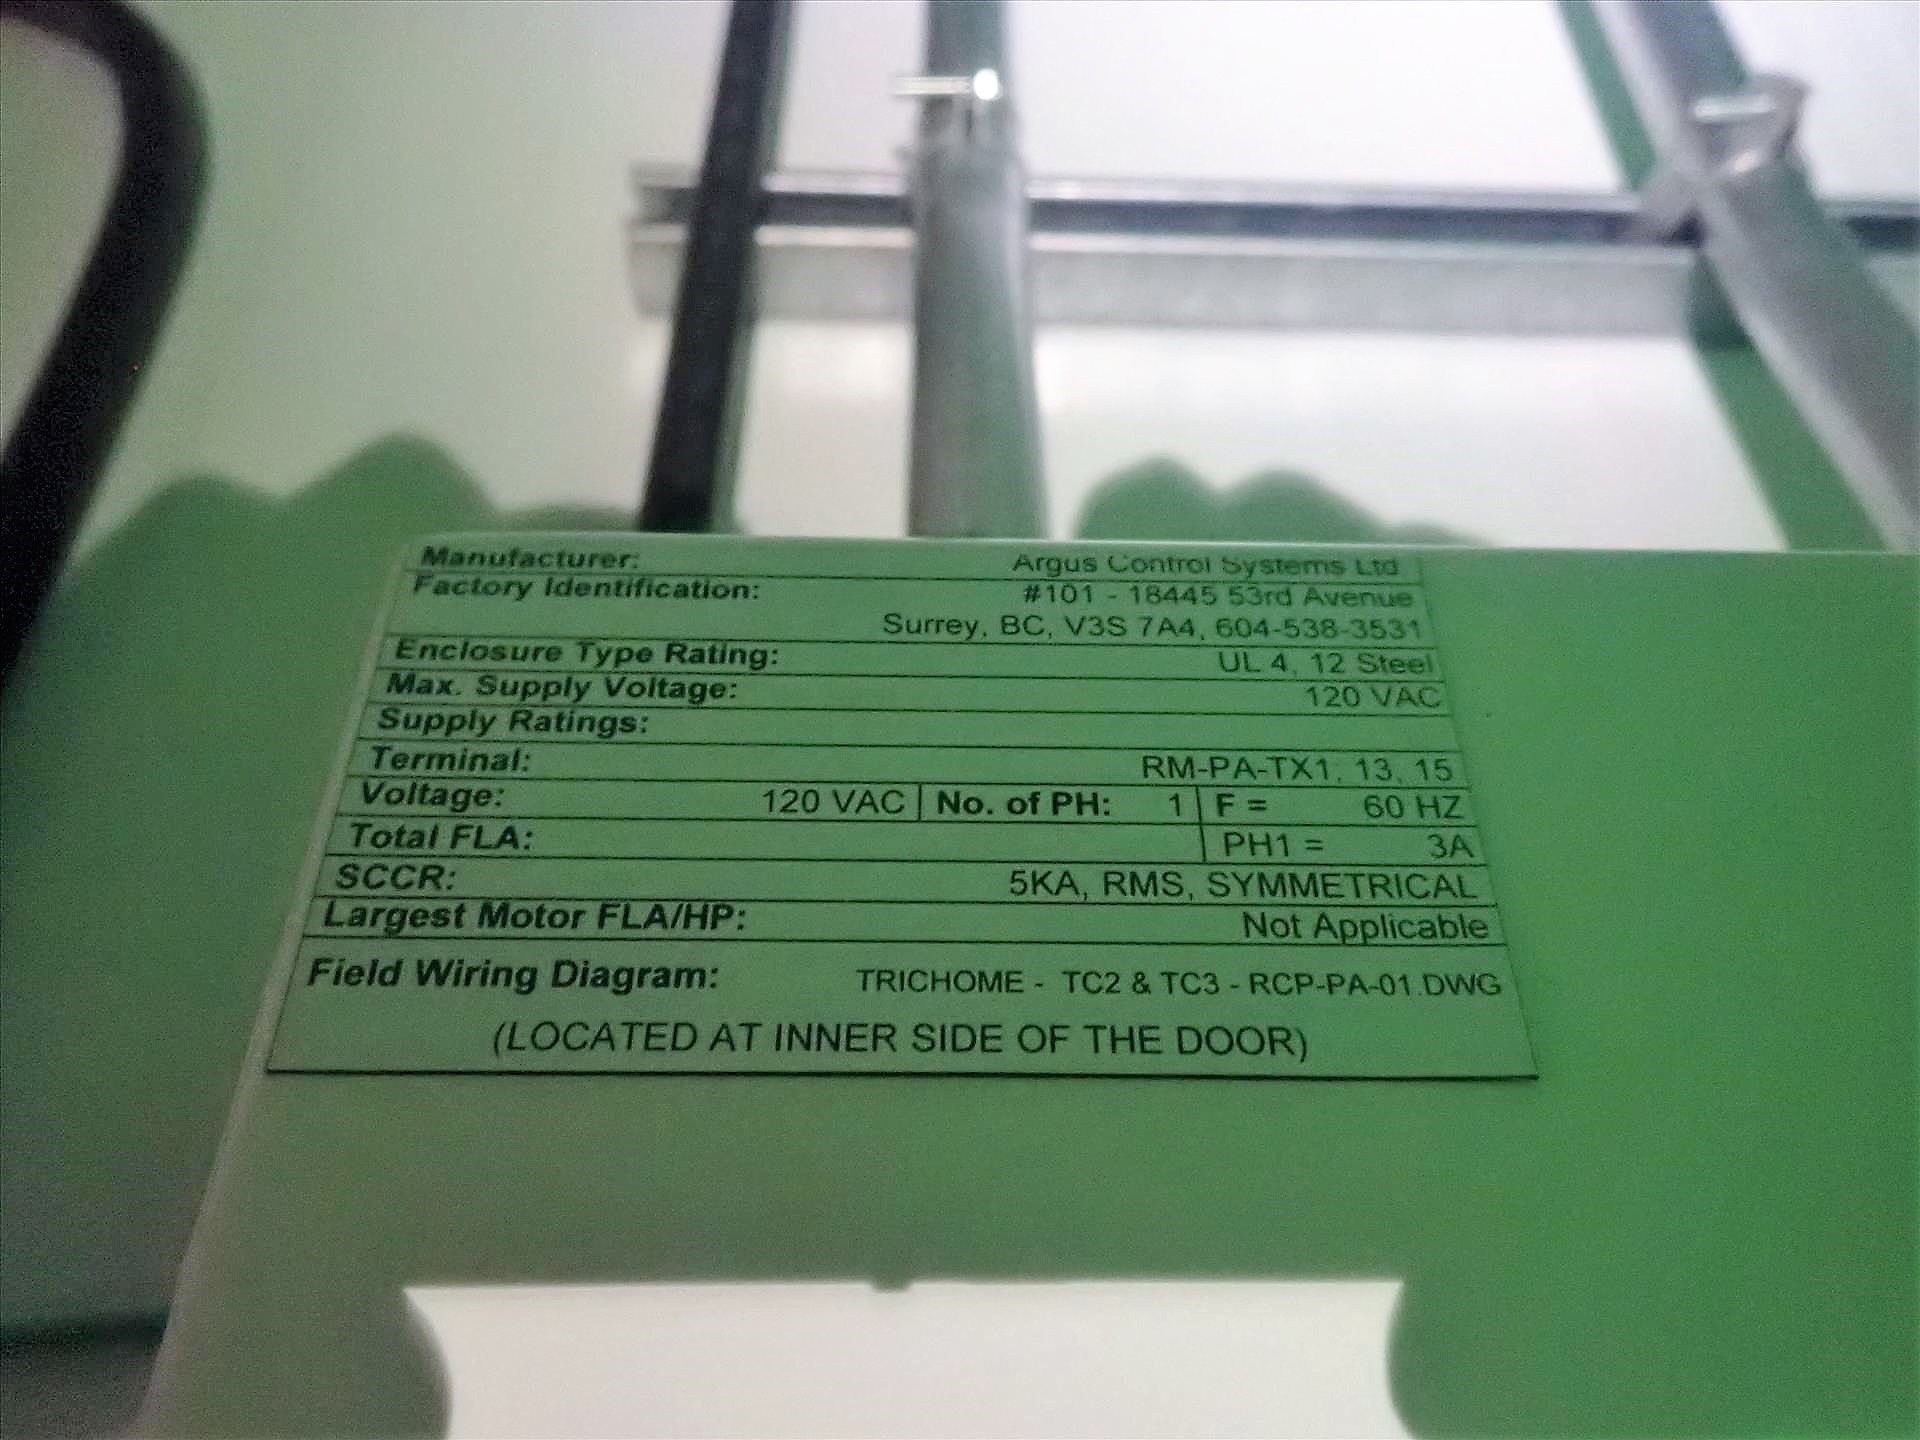 Manufacturer: Argus Control Systems Ltd
Factory Identification: #101 - 18445 53rd Avenue
Surrey, BC, V3S 7A4, 604-538-3531
Enclosure Type Rating: UL 4, 12 Steel
Max. Supply Voltage: 120 VAC
Supply Ratings:
Terminal: RM-PA-TX1, 13, 15
Voltage: 120 VAC No. of PH: 1 F = 60 HZ
Total FLA: PH1 = 3A
SCCR: 5KA, RMS, SYMMETRICAL
Largest Motor FLA/HP: Not Applicable
Field Wiring Diagram: TRICHOME - TC2 & TC3 - RCP-PA-01.DWG
(LOCATED AT INNER SIDE OF THE DOOR)